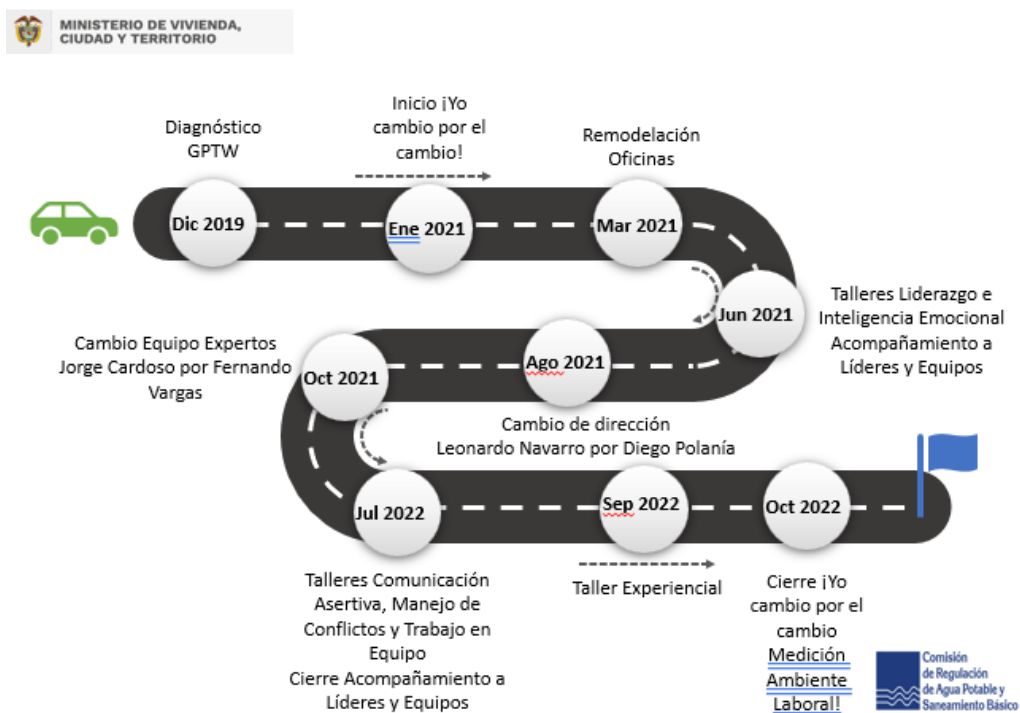 MINISTERIO DE VIVIENDA,
CIUDAD Y TERRITORIO
Diagnóstico
GPTW
Inicio ¡Yo
cambio por el
cambio!
Remodelación
Oficinas
Dic 2019
Ene 2021
Mar 2021
Jun 2021
Talleres Liderazgo e
Inteligencia Emocional
Acompañamiento a
Líderes y Equipos
Ago 2021
Cambio de dirección
Leonardo Navarro por Diego Polanía
Oct 2021
Cambio Equipo Expertos
Jorge Cardoso por Fernando
Vargas
Jul 2022
Talleres Comunicación
Asertiva, Manejo de
Conflictos y Trabajo en
Equipo
Cierre Acompañamiento a
Líderes y Equipos
Sep 2022
Taller Experiencial
Oct 2022
Cierre ¡Yo
cambio por el
cambio
Medición
Ambiente
Laboral!
Comisión
de Regulación
de Agua Potable y
Saneamiento Básico